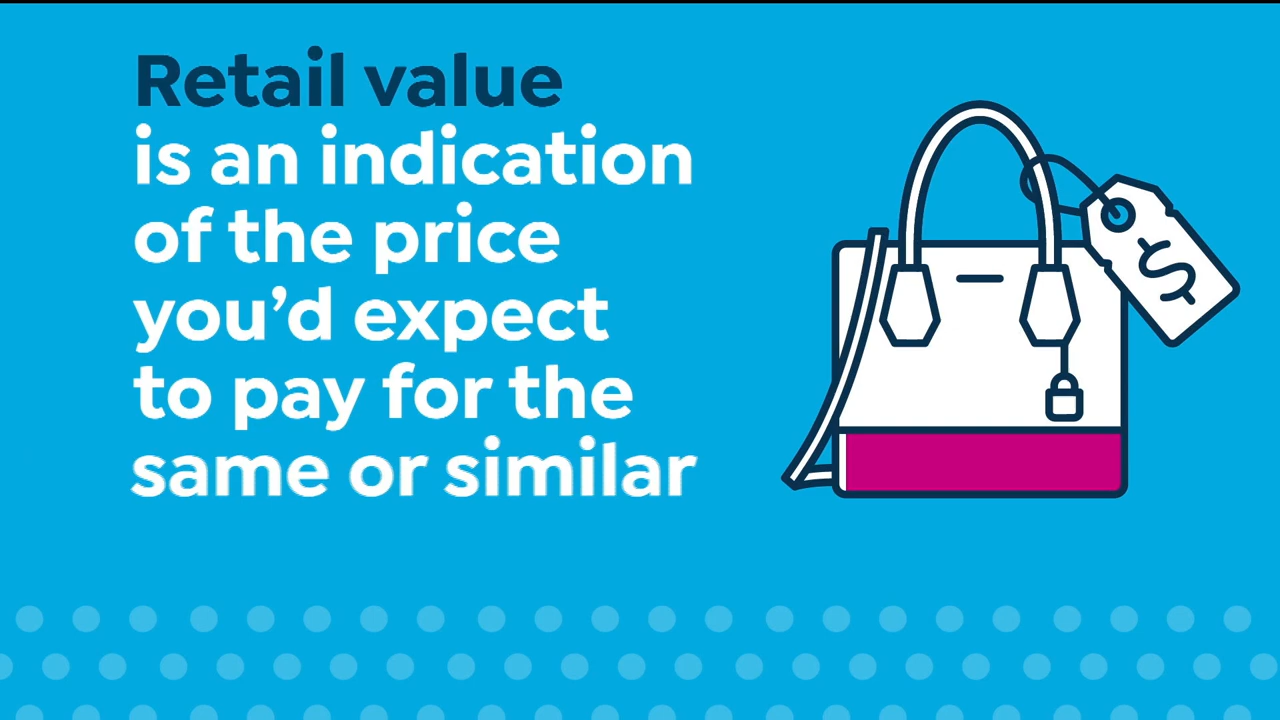 Retail value
is an indication
of the price
you’d expect
to pay for the
same or similar
$